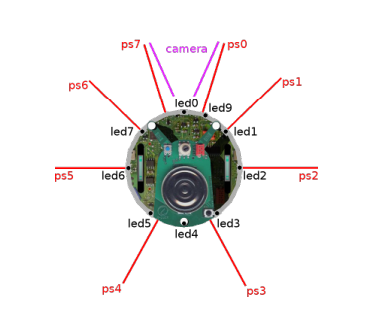 ps7
camera
ps0
ps6
ps1
led0
led9
led7
led1
ps5
led6
led2
ps2
led5
led4
led3
ps4
ps3